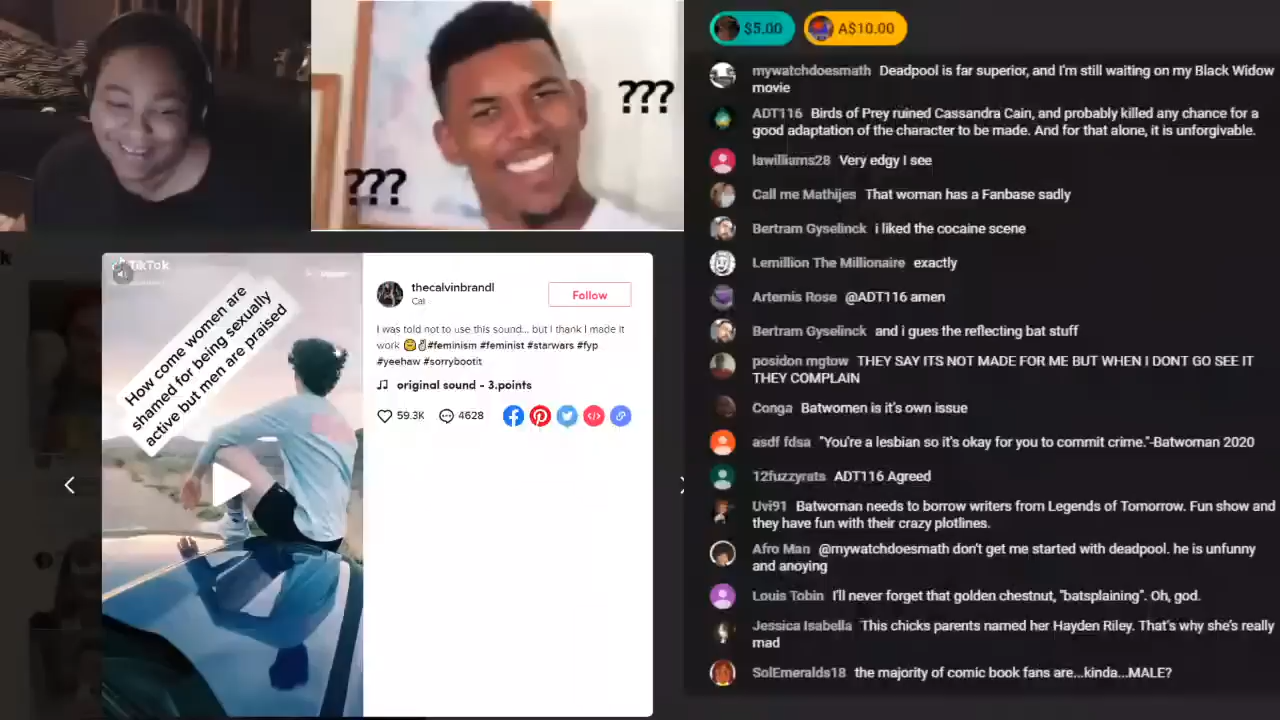 ???
???
TikTok
How come women are
shamed for being sexually
active but men are praised
thecalvinbrandl
Cal
Follow
I was told not to use this sound... but I thank I made it
work 😊✌#feminism #feminist #starwars #fyp
#yeehaw #sorrybootit
original sound - 3.points
59.3K
4628
$5.00
A$10.00
mywatchdoesmath Deadpool is far superior, and I'm still waiting on my Black Widow
movie
ADT116 Birds of Prey ruined Cassandra Cain, and probably killed any chance for a
good adaptation of the character to be made. And for that alone, it is unforgivable.
lawilliams28 Very edgy I see
Call me Mathijes That woman has a Fanbase sadly
Bertram Gyselinck i liked the cocaine scene
Lemillion The Millionaire exactly
Artemis Rose @ADT116 amen
Bertram Gyselinck and i gues the reflecting bat stuff
posidon mgtow THEY SAY ITS NOT MADE FOR ME BUT WHEN I DONT GO SEE IT
THEY COMPLAIN
Conga Batwomen is it's own issue
asdf fdsa "You're a lesbian so it's okay for you to commit crime."-Batwoman 2020
12fuzzyrats ADT116 Agreed
Uvi91 Batwoman needs to borrow writers from Legends of Tomorrow. Fun show and
they have fun with their crazy plotlines.
Afro Man @mywatchdoesmath don't get me started with deadpool. he is unfunny
and anoying
Louis Tobin I'll never forget that golden chestnut, "batsplaining". Oh, god.
Jessica Isabella This chicks parents named her Hayden Riley. That's why she's really
mad
SolEmeralds18 the majority of comic book fans are...kinda...MALE?